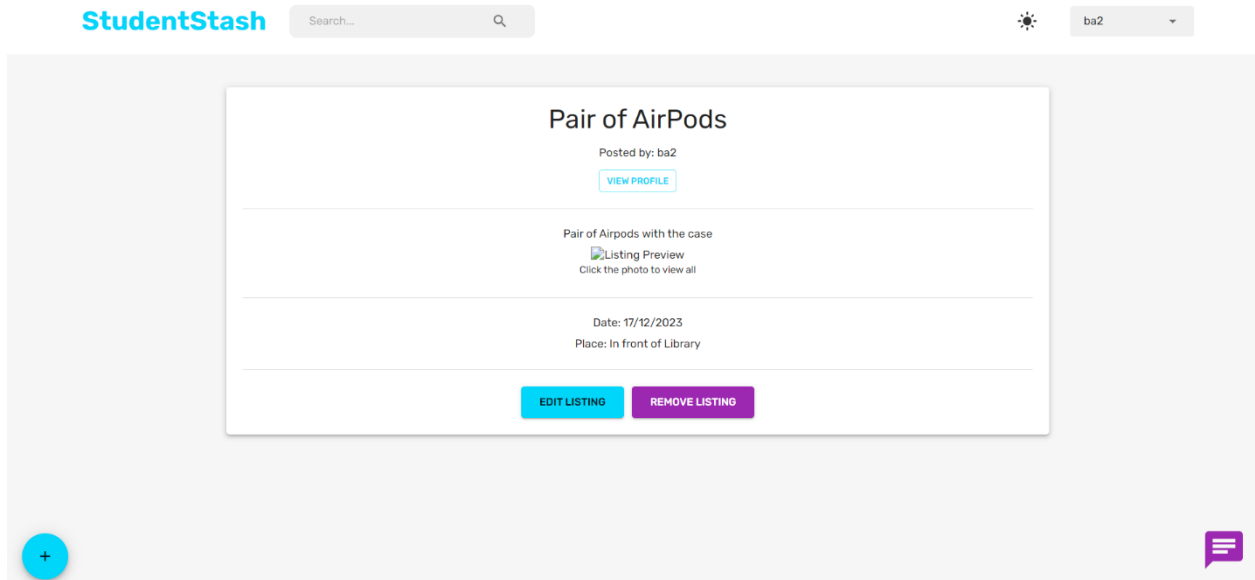 StudentStash
Search...
ba2
Pair of AirPods
Posted by: ba2
VIEW PROFILE
Pair of Airpods with the case
Listing Preview
Click the photo to view all
Date: 17/12/2023
Place: In front of Library
EDIT LISTING
REMOVE LISTING
+